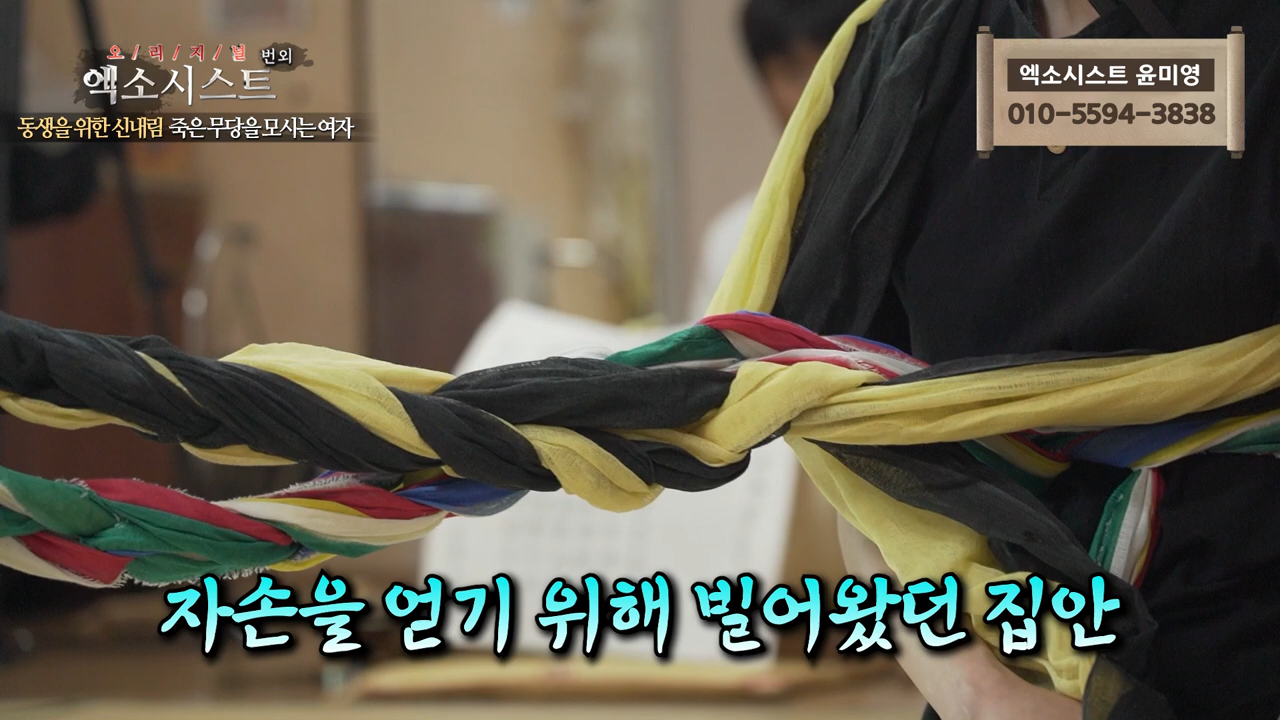 오/리/지/널 번외
엑소시스트
동생을 위한 신내림 죽은 무당을 모시는 여자
엑소시스트 윤미영
010-5594-3838
자손을 얻기 위해 빌어왔던 집안